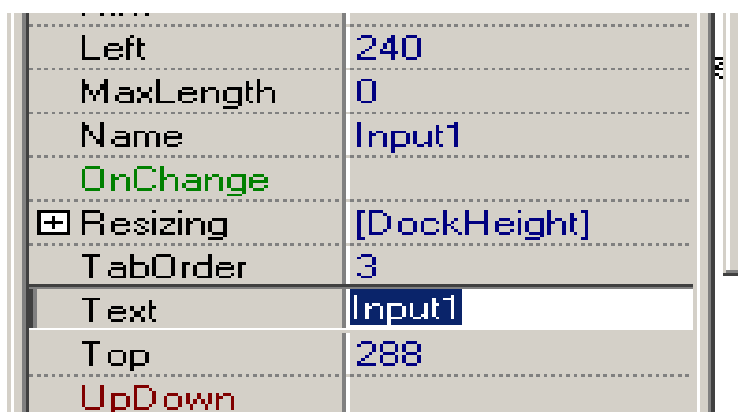 Left 240
MaxLength 0
Name Input1
OnChange
Resizing [DockHeight]
TabOrder 3
Text Input1
Top 288
UpDown